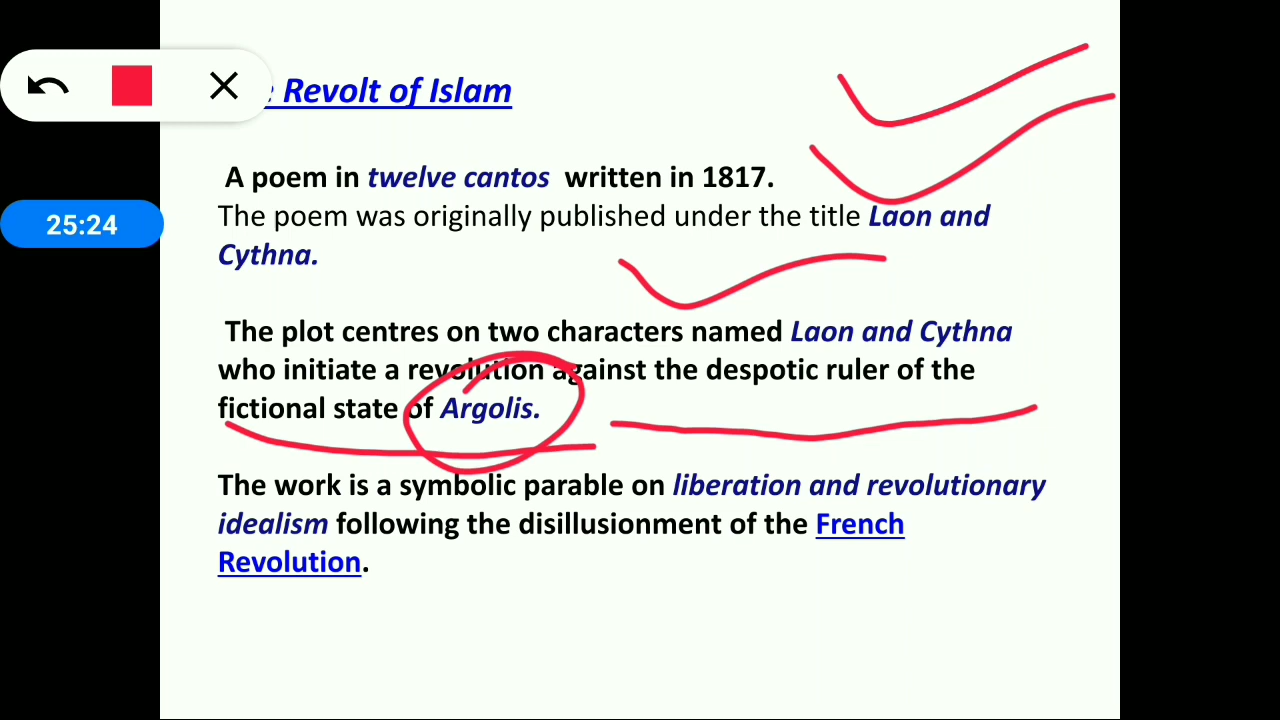 Revolt of Islam
A poem in twelve cantos written in 1817.
The poem was originally published under the title Laon and
Cythna.
25:24
The plot centres on two characters named Laon and Cythna
who initiate a revolution against the despotic ruler of the
fictional state of Argolis.
The work is a symbolic parable on liberation and revolutionary
idealism following the disillusionment of the French
Revolution.